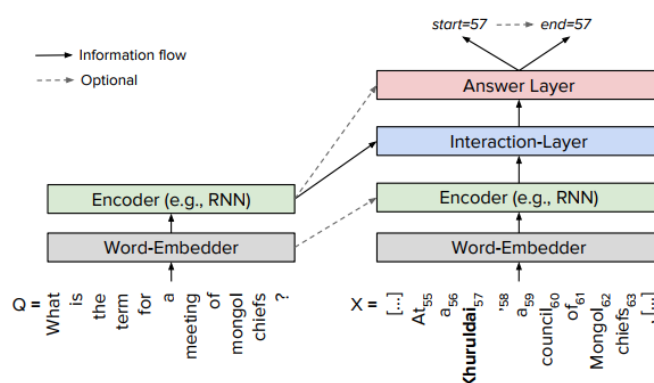 start=57 end=57
Information flow
Optional
Answer Layer
Interaction-Layer
Encoder (e.g., RNN) Encoder (e.g., RNN)
Word-Embedder Word-Embedder
Q = What is the term for a meeting of mongol chiefs ?
X = [...] At55 a56 Khuruldai57 '58 a59 council60 of61 Mongol62 chiefs63 [...]